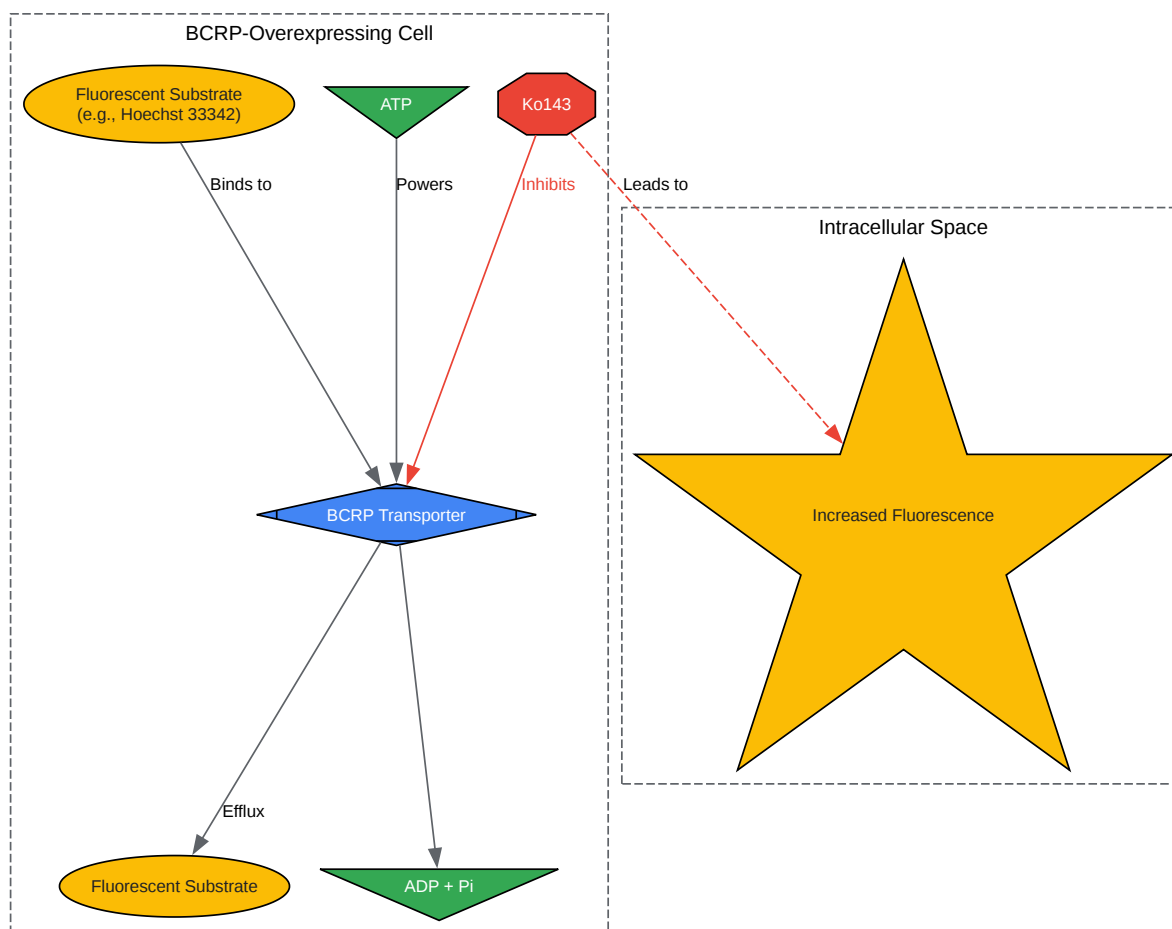 BCRP-Overexpressing Cell
Fluorescent Substrate
(e.g., Hoechst 33342)
ATP
Ko143
Binds to
Powers
Inhibits
Leads to
Intracellular Space
BCRP Transporter
Increased Fluorescence
Efflux
Fluorescent Substrate
ADP + Pi